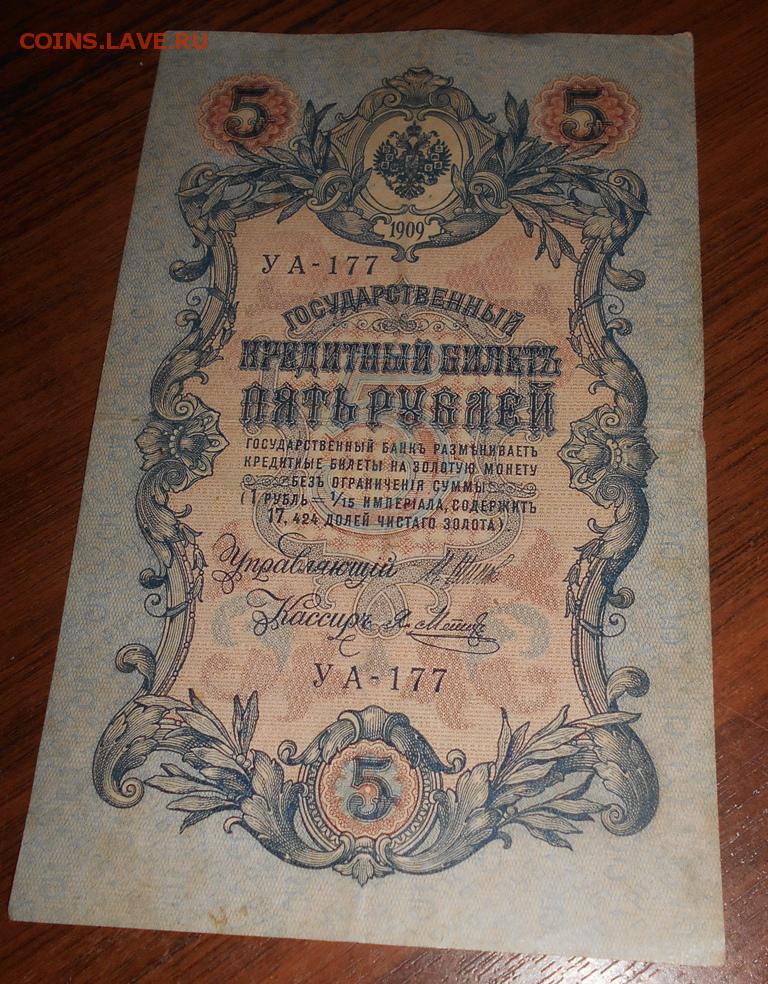 COINS.LAVE.RU
5 5
1909
УА-177
ГОСУДАРСТВЕННЫЙ
КРЕДИТНЫЙ БИЛЕТЪ
ПЯТЬ РУБЛЕЙ
ГОСУДАРСТВЕННЫЙ БАНКЪ РАЗМѢНИВАЕТЪ
КРЕДИТНЫЕ БИЛЕТЫ НА ЗОЛОТУЮ МОНЕТУ
БЕЗЪ ОГРАНИЧЕНІЯ СУММЫ
(1 РУБЛЬ = 1/15 ИМПЕРІАЛА, СОДЕРЖИТЪ
17,424 ДОЛЕЙ ЧИСТАГО ЗОЛОТА).
Управляющій
Кассиръ
УА-177
5